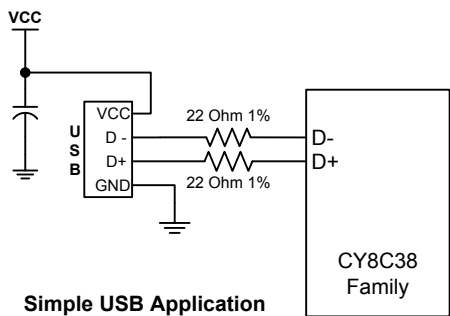 VCC
U
S
B
VCC
D -
D+
GND
22 Ohm 1%
22 Ohm 1%
D-
D+
CY8C38
Family
Simple USB Application